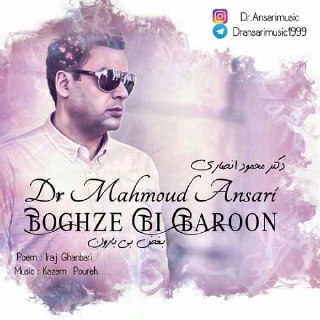 Dr.Ansarimusic
Dransarimusic1999
دکتر محمود انصاری
Dr Mahmoud Ansari
BOGHZE BI BAROON
بغض بی بارون
Poem : Iraj Ghanbari
Music : Kazem Poureh